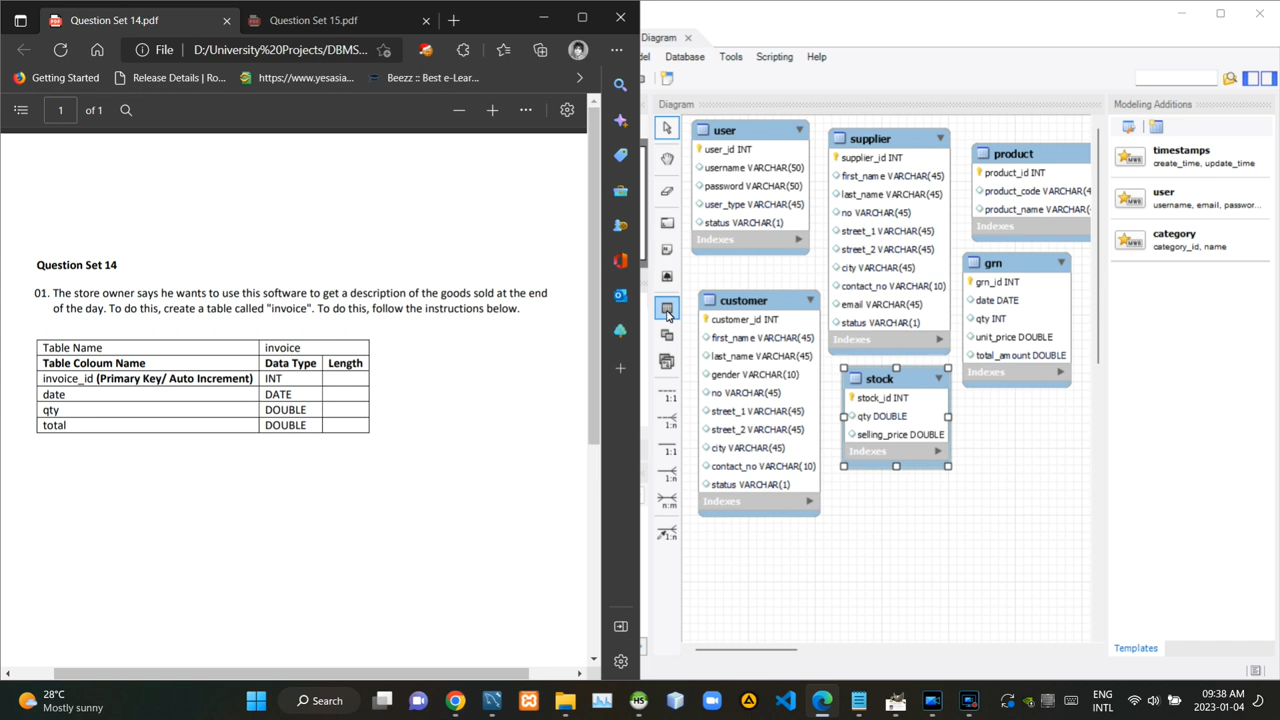 Question Set 14.pdf
Question Set 15.pdf
File
D:/University%20Projects/DBMS...
Getting Started
Release Details | Ro...
https://www.yesasia...
Beezz :: Best e-Lear...
1
of 1
Question Set 14
01. The store owner says he wants to use this software to get a description of the goods sold at the end
of the day. To do this, create a table called "invoice". To do this, follow the instructions below.
Table Name
invoice
Table Coloum Name
Data Type
Length
invoice_id (Primary Key/ Auto Increment)
INT
date
DATE
qty
DOUBLE
total
DOUBLE
Diagram
Database
Tools
Scripting
Help
Diagram
1:1
1:n
1:1
1:n
n:m
1:n
user
user_id INT
username VARCHAR(50)
password VARCHAR(50)
user_type VARCHAR(45)
status VARCHAR(1)
Indexes
supplier
supplier_id INT
first_name VARCHAR(45)
last_name VARCHAR(45)
no VARCHAR(45)
street_1 VARCHAR(45)
street_2 VARCHAR(45)
city VARCHAR(45)
contact_no VARCHAR(10)
email VARCHAR(45)
status VARCHAR(1)
Indexes
product
product_id INT
product_code VARCHAR(4
product_name VARCHAR(
Indexes
grn
grn_id INT
date DATE
qty INT
unit_price DOUBLE
total_amount DOUBLE
Indexes
customer
customer_id INT
first_name VARCHAR(45)
last_name VARCHAR(45)
gender VARCHAR(10)
no VARCHAR(45)
street_1 VARCHAR(45)
street_2 VARCHAR(45)
city VARCHAR(45)
contact_no VARCHAR(10)
status VARCHAR(1)
Indexes
stock
stock_id INT
qty DOUBLE
selling_price DOUBLE
Indexes
Modeling Additions
timestamps
create_time, update_time
user
username, email, passwor...
category
category_id, name
Templates
28°C
Mostly sunny
Search
ENG
INTL
09:38 AM
2023-01-04